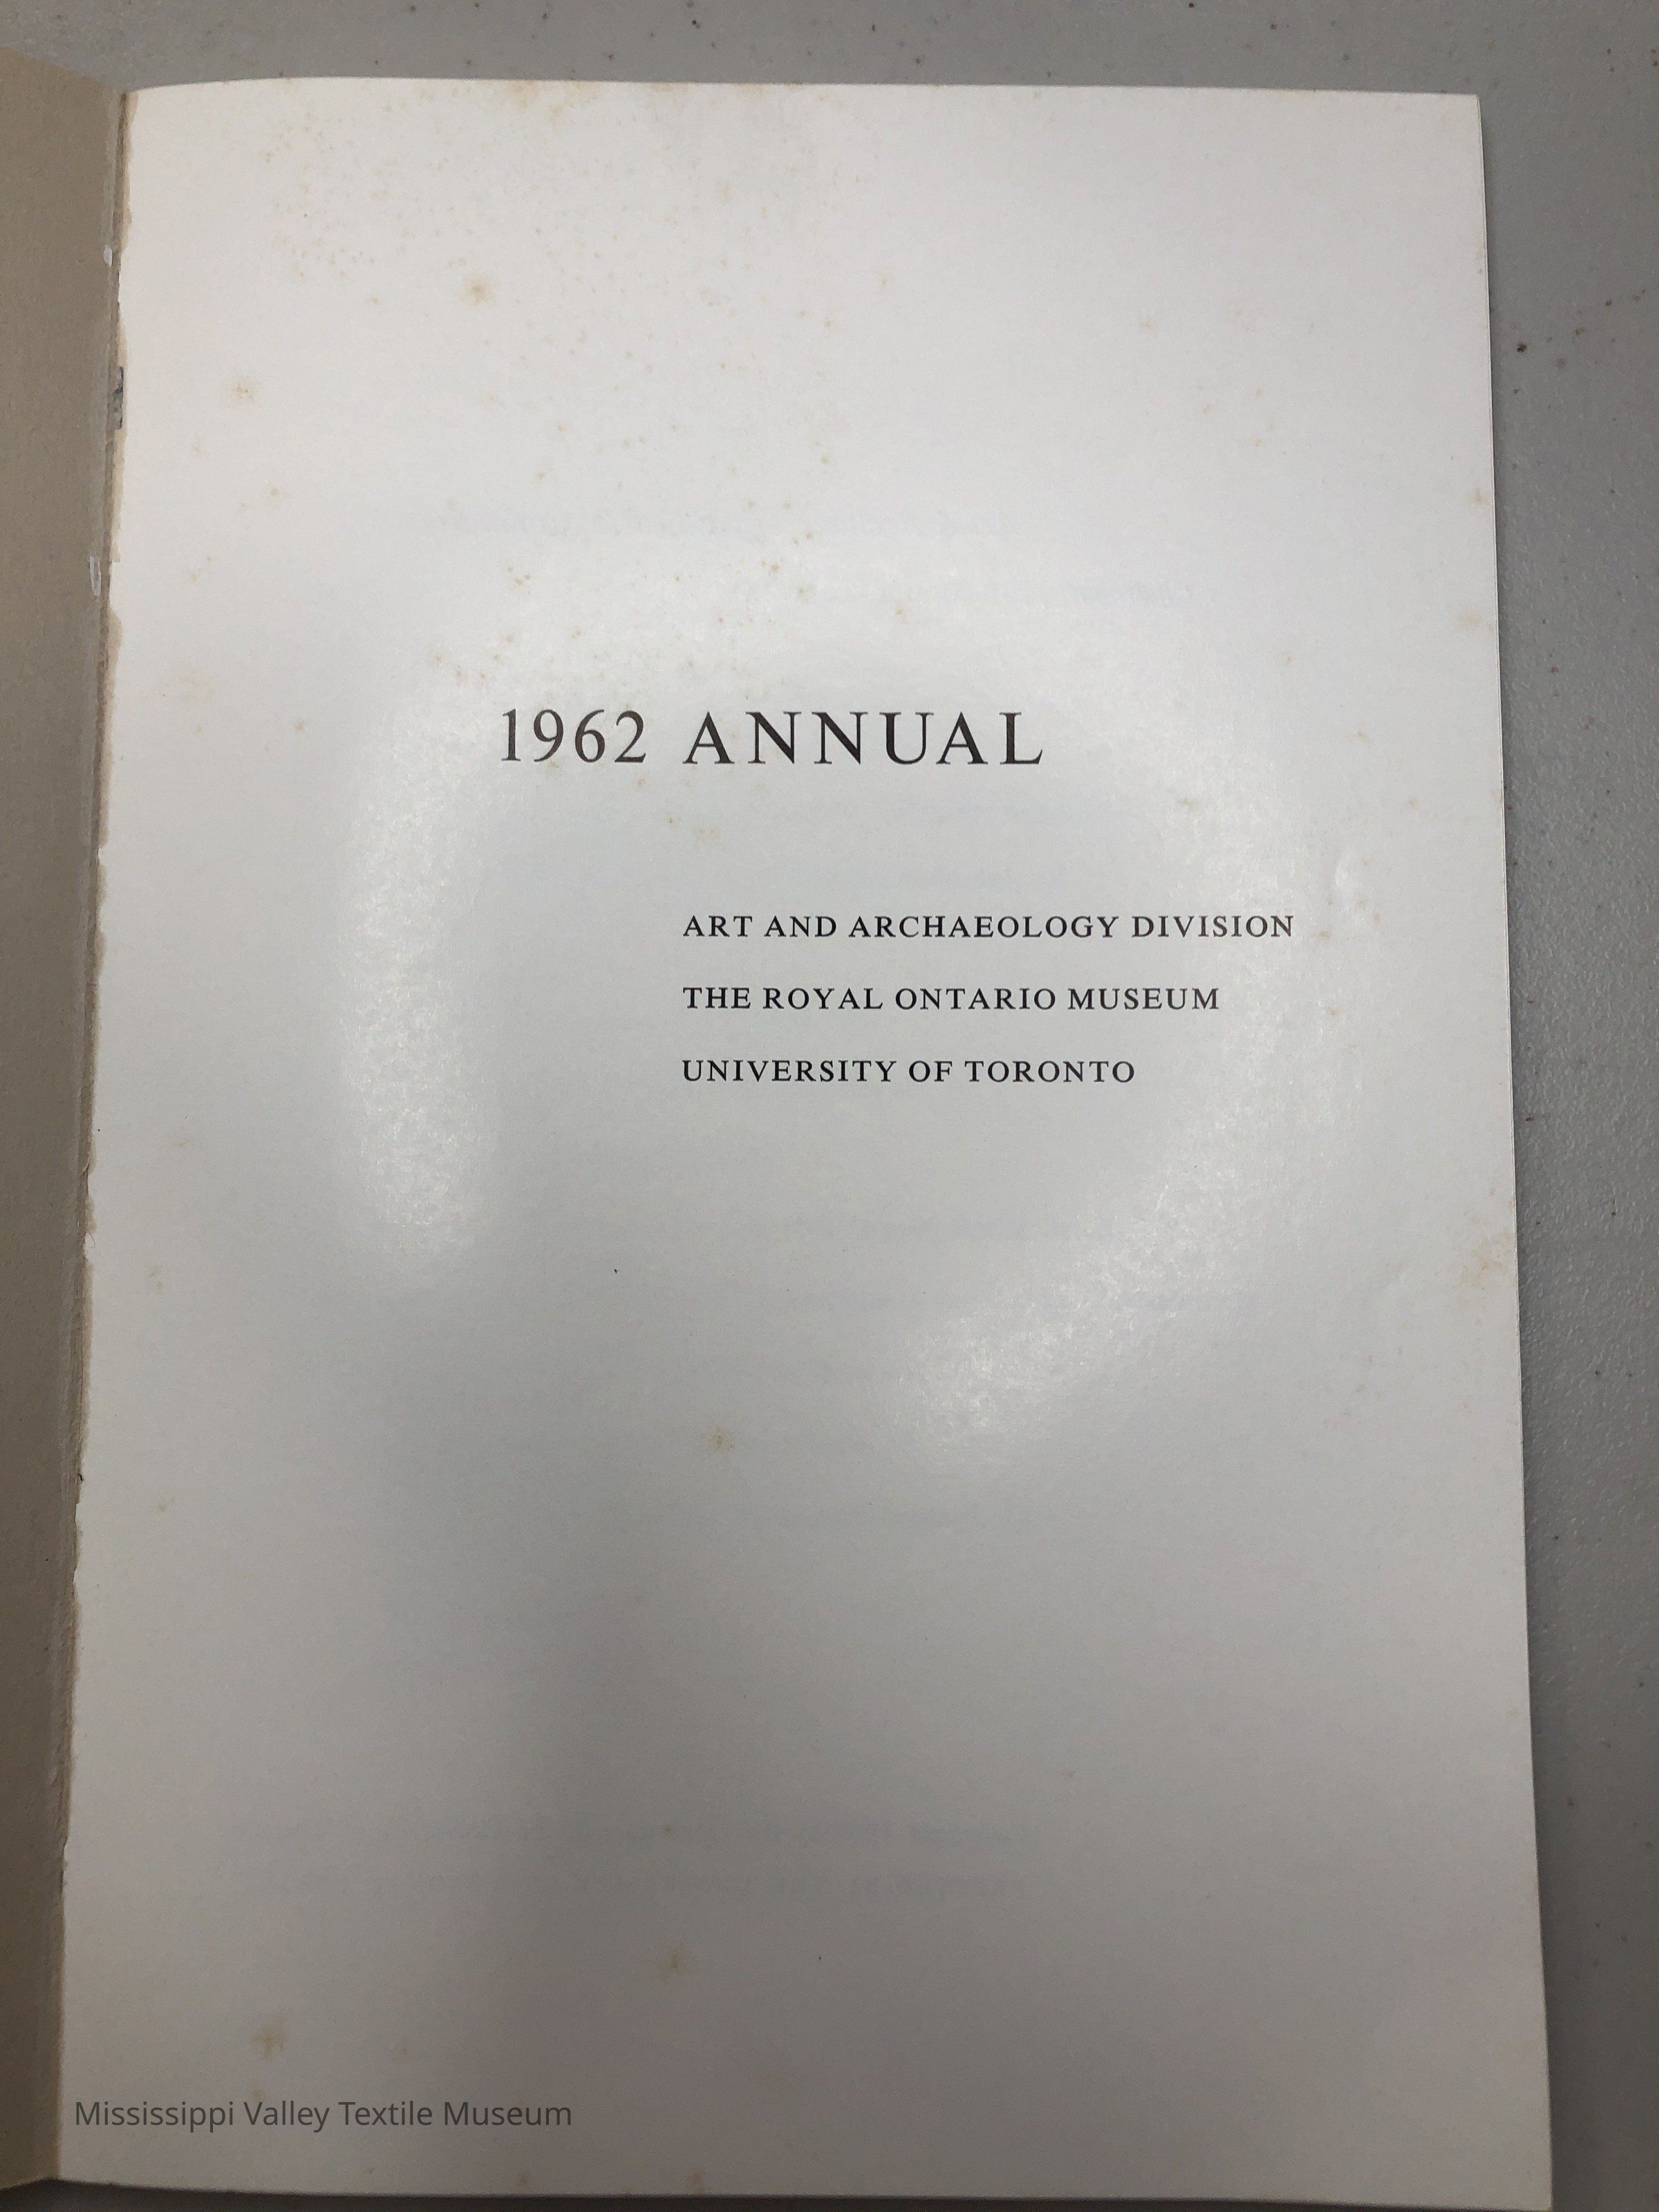 1962 ANNUAL
ART AND ARCHAEOLOGY DIVISION
THE ROYAL ONTARIO MUSEUM
UNIVERSITY OF TORONTO
Mississippi Valley Textile Museum